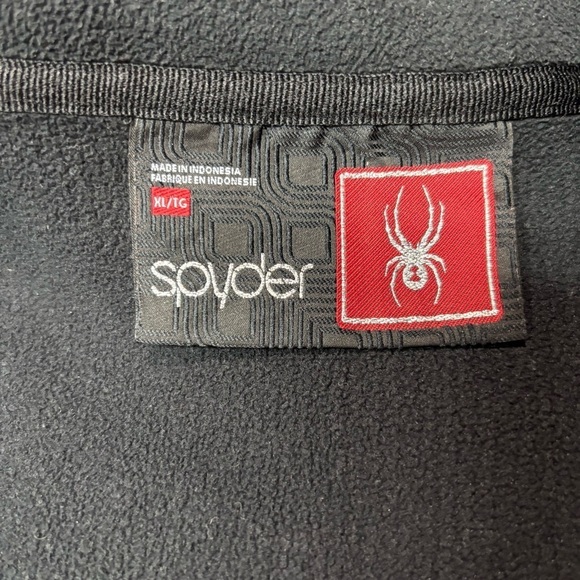 MADE IN INDONESIA
FABRIQUE EN INDONESIE
XL/TG
spyder